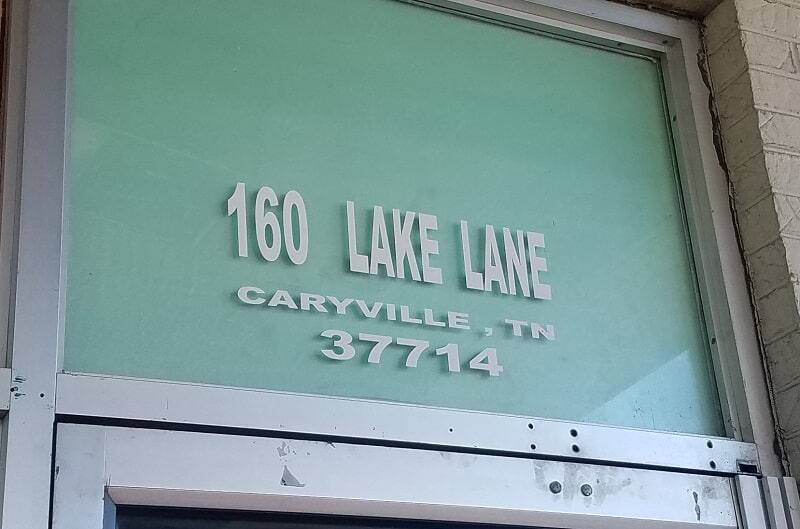 160 LAKE LANE
CARYVILLE , TN
37714